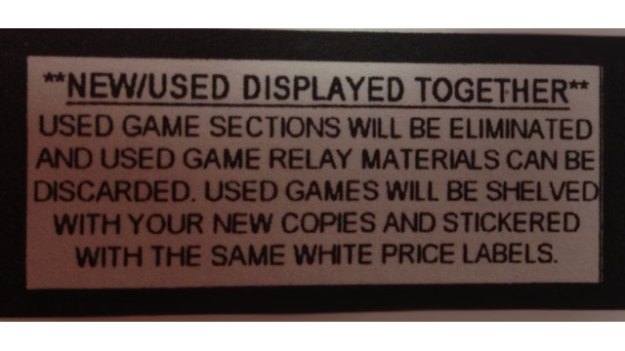 **NEW/USED DISPLAYED TOGETHER**
USED GAME SECTIONS WILL BE ELIMINATED
AND USED GAME RELAY MATERIALS CAN BE
DISCARDED. USED GAMES WILL BE SHELVED
WITH YOUR NEW COPIES AND STICKERED
WITH THE SAME WHITE PRICE LABELS.